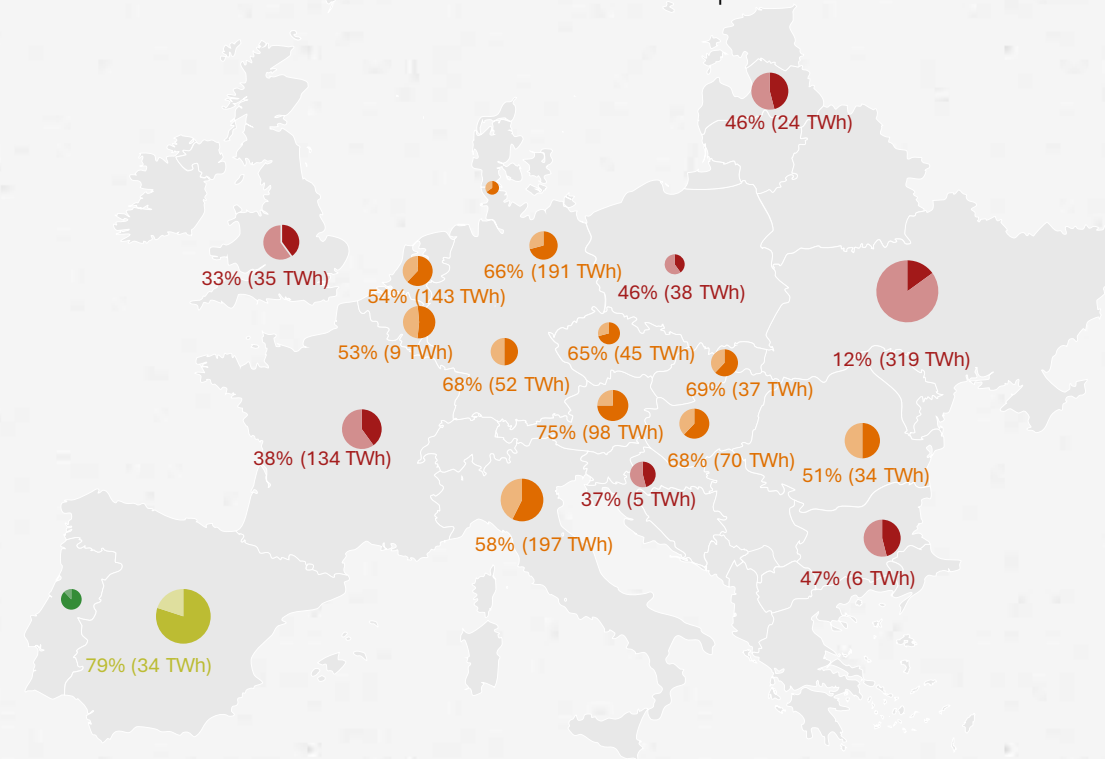 46% (24 TWh)
33% (35 TWh)
66% (191 TWh)
54% (143 TWh)
46% (38 TWh)
53% (9 TWh)
65% (45 TWh)
12% (319 TWh)
68% (52 TWh)
69% (37 TWh)
75% (98 TWh)
38% (134 TWh)
68% (70 TWh)
51% (34 TWh)
37% (5 TWh)
58% (197 TWh)
47% (6 TWh)
79% (34 TWh)